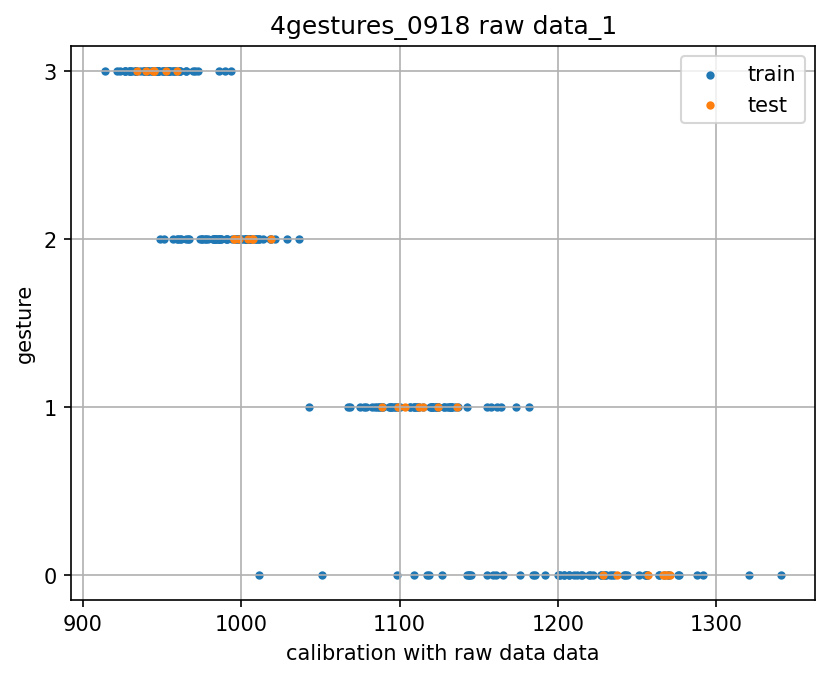 4gestures_0918 raw data_1
train
test
3
2
1
0
gesture
900
1000
1100
1200
1300
calibration with raw data data